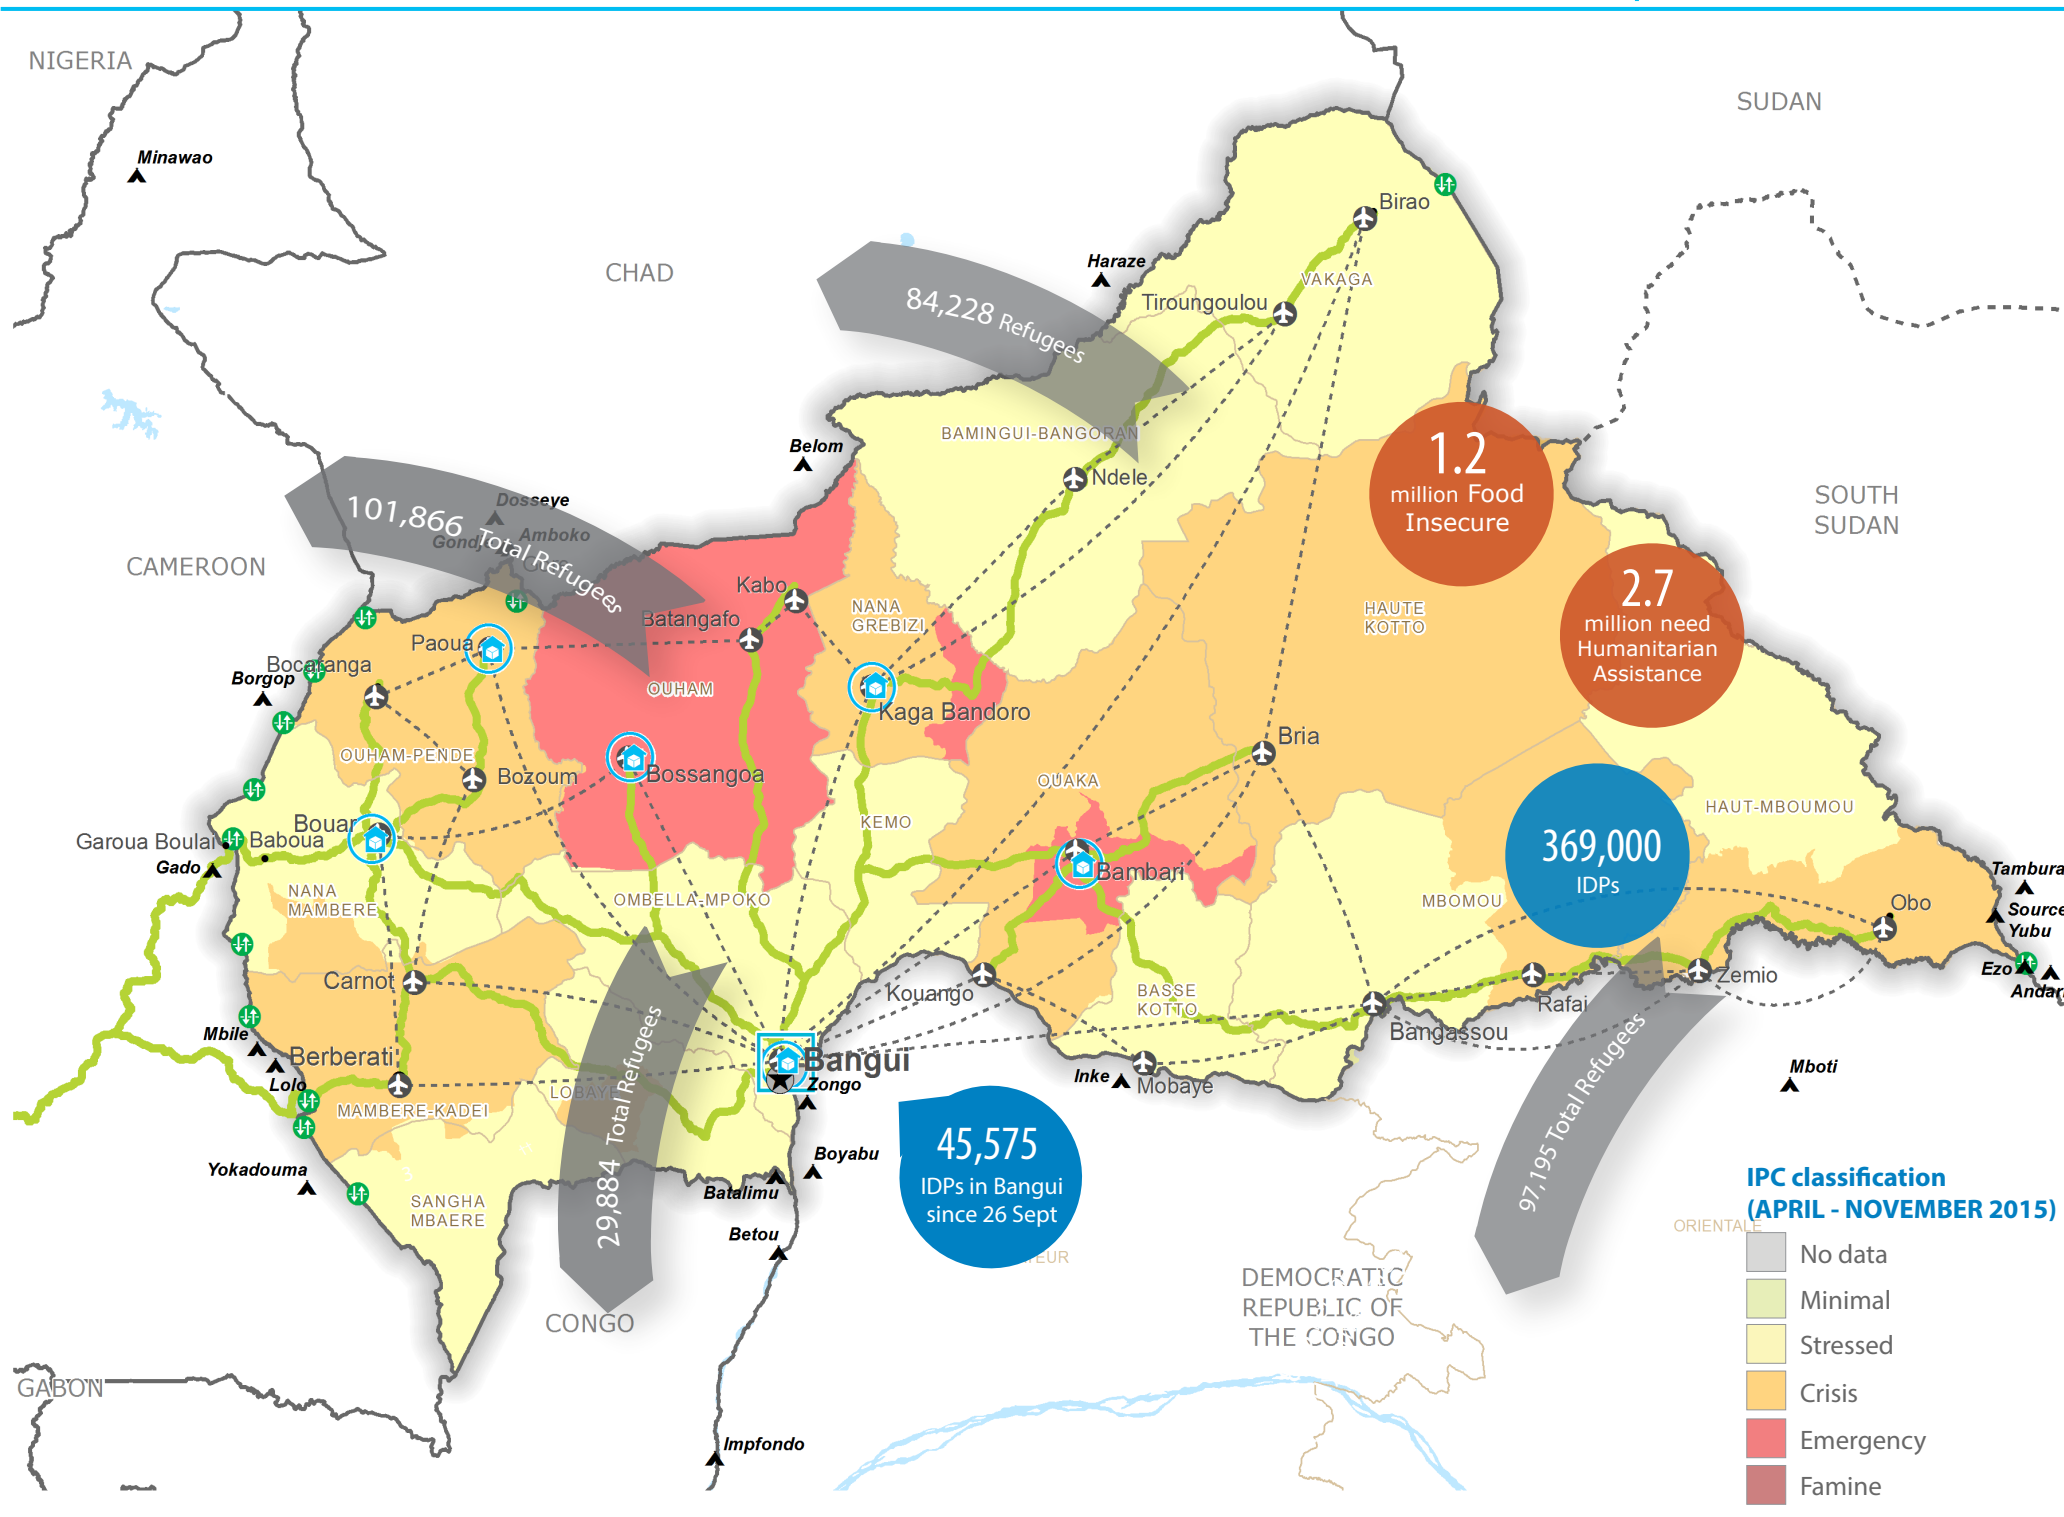 NIGERIA
SUDAN
Minawao
Birao
Haraze
CHAD
VAKAGA
Tiroungoulou
84,228 Refugees
BAMINGUI-BANGORAN
Belom
Ndele
1.2
million Food
Insecure
SOUTH
SUDAN
Dosseye
101,866 Total Refugees
Amboko
CAMEROON
2.7
million need
Humanitarian
Assistance
Kabo
NANA
GREBIZI
HAUTE
KOTTO
Batangafo
Paoua
Bocaranga
Borgop
OUHAM
Kaga Bandoro
Bria
OUHAM-PENDE
Bozoum
Bossangoa
OUAKA
HAUT-MBOUMOU
KEMO
Bouar
Garoua Boulai
Baboua
369,000
IDPs
Gado
Bambari
Tambura
NANA
MAMBERE
OMBELLA-MPOKO
MBOMOU
Obo
Source
Yubu
Carnot
Kouango
BASSE
KOTTO
Rafai
Zemio
Ezo
Mbile
Bangassou
Berberati
Bangui
Lolo
Zongo
Inke
Mobaye
Mboti
MAMBERE-KADEI
LOBAYE
29,884 Total Refugees
97,195 Total Refugees
45,575
IDPs in Bangui
since 26 Sept
Boyabu
Yokadouma
Batalimu
SANGHA
MBAERE
Betou
ORIENTALE
DEMOCRATIC
REPUBLIC OF
THE CONGO
CONGO
GABON
Impfondo
IPC classification
(APRIL - NOVEMBER 2015)
No data
Minimal
Stressed
Crisis
Emergency
Famine